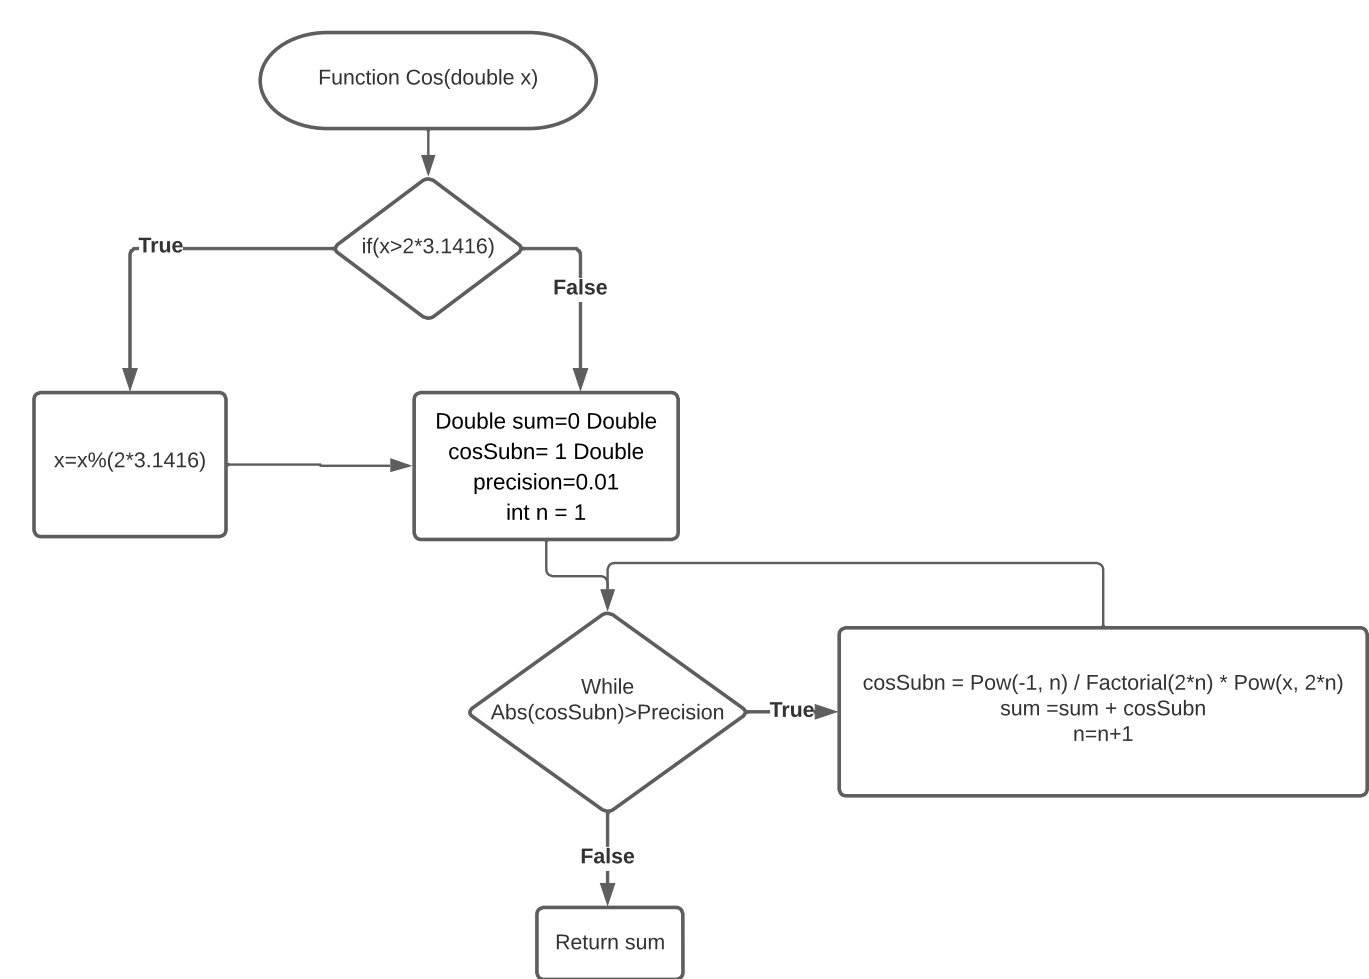 Function Cos(double x)
if(x>2*3.1416)
True
False
x=x%(2*3.1416)
Double sum=0 Double
cosSubn= 1 Double
precision=0.01
int n = 1
While
Abs(cosSubn)>Precision
True
cosSubn = Pow(-1, n) / Factorial(2*n) * Pow(x, 2*n)
sum =sum + cosSubn
n=n+1
False
Return sum